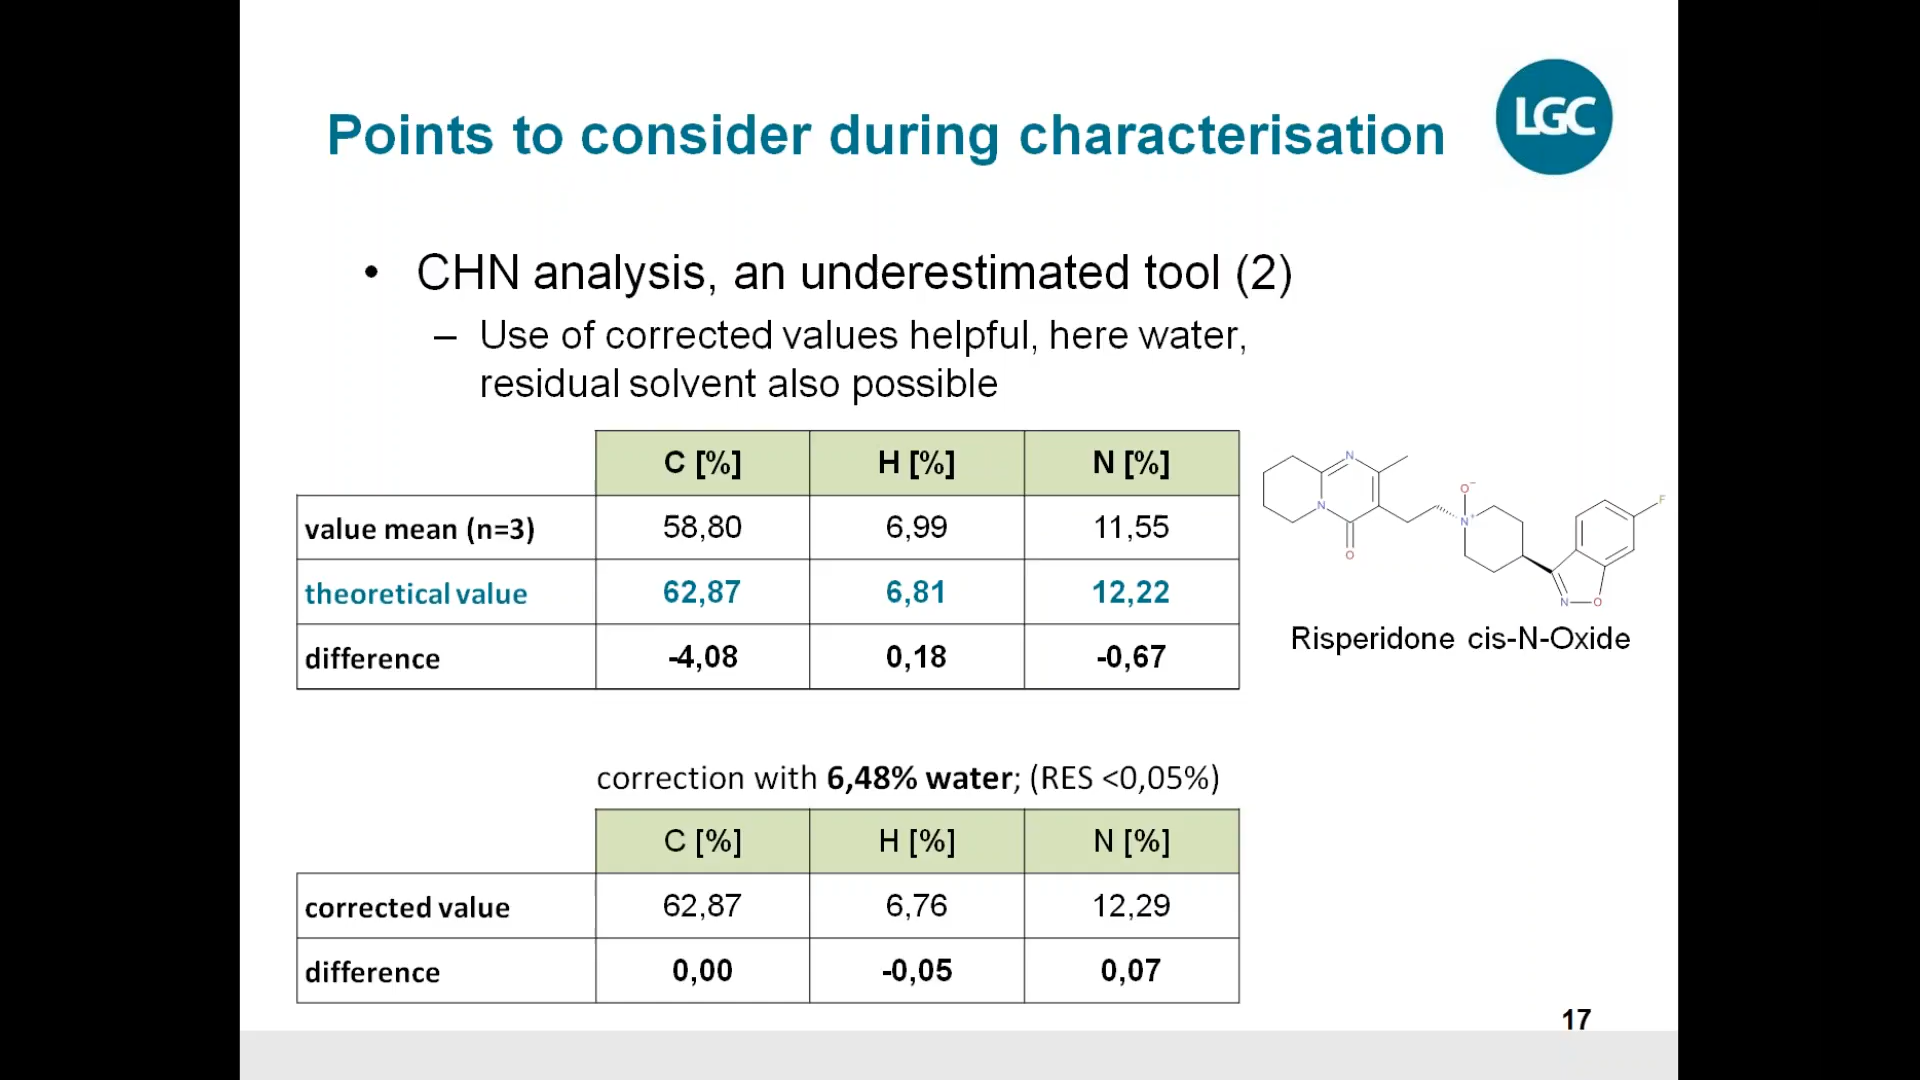 LGC
Points to consider during characterisation
• CHN analysis, an underestimated tool (2)
– Use of corrected values helpful, here water,
residual solvent also possible
C [%] H [%] N [%]
value mean (n=3) 58,80 6,99 11,55
theoretical value 62,87 6,81 12,22
difference -4,08 0,18 -0,67
N
N
O
O⁻
N⁺
F
N
O
Risperidone cis-N-Oxide
correction with 6,48% water; (RES <0,05%)
C [%] H [%] N [%]
corrected value 62,87 6,76 12,29
difference 0,00 -0,05 0,07
17